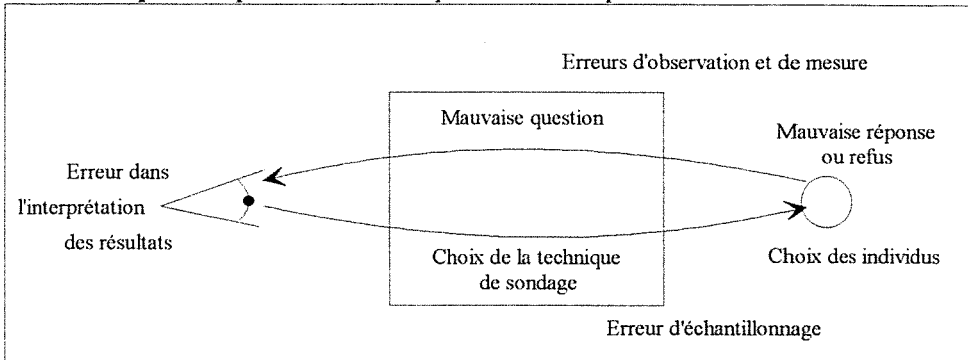 Erreurs d'observation et de mesure
Mauvaise question
Mauvaise réponse
ou refus
Erreur dans
l'interprétation
des résultats
Choix de la technique
de sondage
Choix des individus
Erreur d'échantillonnage